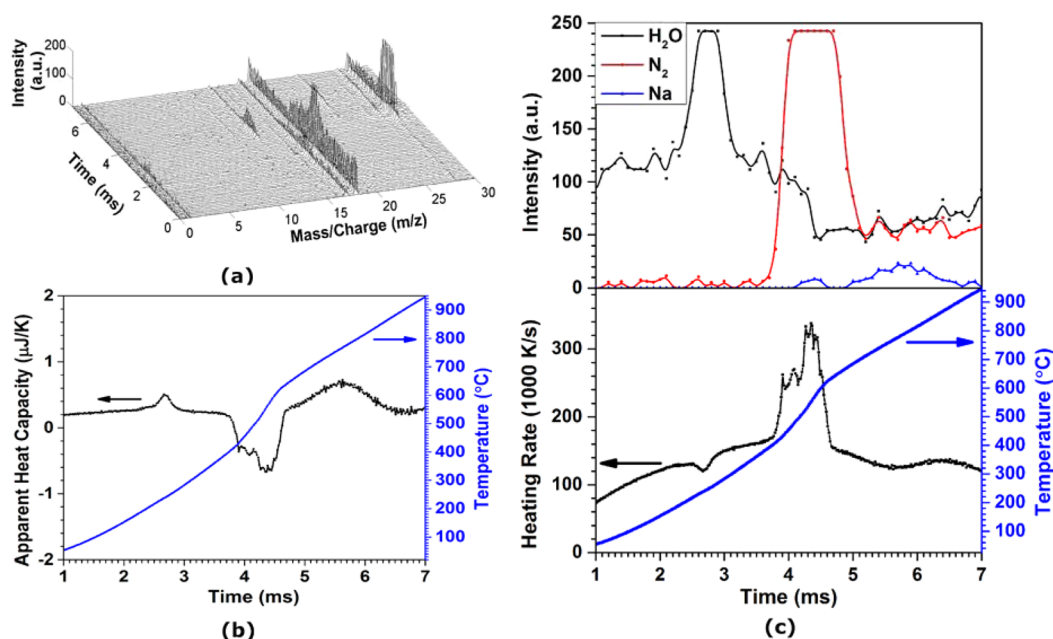 Intensity
(a.u.)
200
100
0
6
4
2
0
Time (ms)
0
5
10
15
20
25
30
Mass/Charge (m/z)
(a)
Apparent Heat Capacity (μJ/K)
2
1
0
-1
-2
1 2 3 4 5 6 7
Time (ms)
900
800
700
600
500
400
300
200
100
Temperature (°C)
(b)
(c)
Intensity (a.u.)
250
200
150
100
50
0
H2O
N2
Na
Heating Rate (1000 K/s)
300
200
100
0
1 2 3 4 5 6 7
Time (ms)
900
800
700
600
500
400
300
200
100
Temperature (°C)